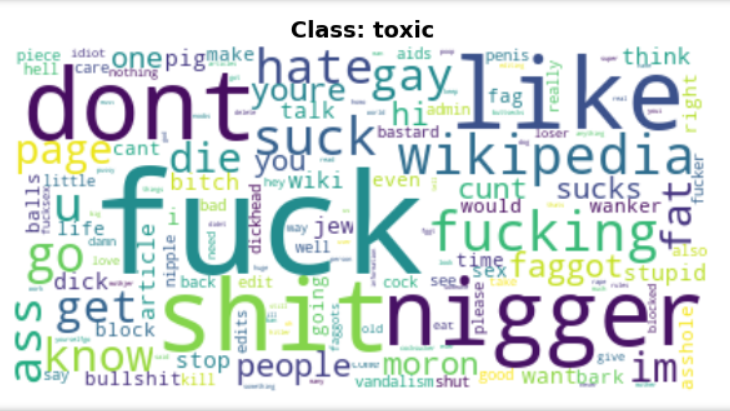 Class: toxic
piece idiot one pig make hate aids penis think
hell care nothing youre gay like
dont talk hi admin fag really right
suck bastard loser
page cant die you wikipedia
balls little bitch hey wiki even cunt sucks fucker
fucksex u fuck would wanker fat
life i bad dickhead way jew fucking
damn well time also
go love article nipple need sex faggot stupid
dick back edit cock see take
ass get shit going nigger please blocked
block edits faggots old eat asshole
know stop people moron give im
say bullshit kill vandalism shut good want bark